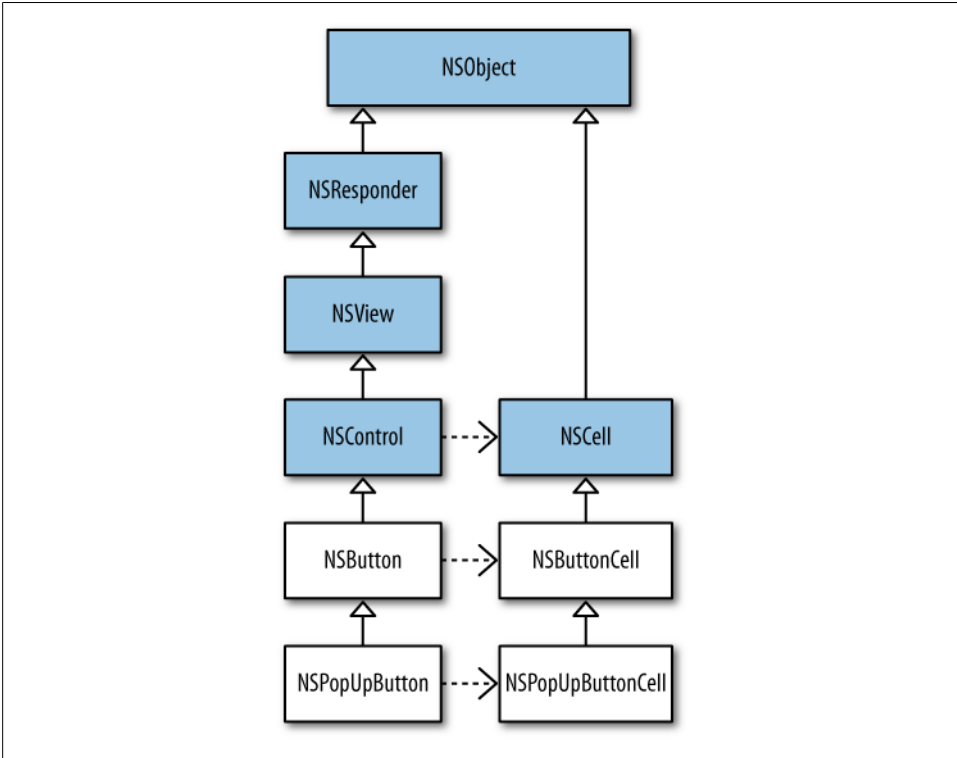 NSObject
NSResponder
NSView
NSControl
NSCell
NSButton
NSButtonCell
NSPopUpButton
NSPopUpButtonCell